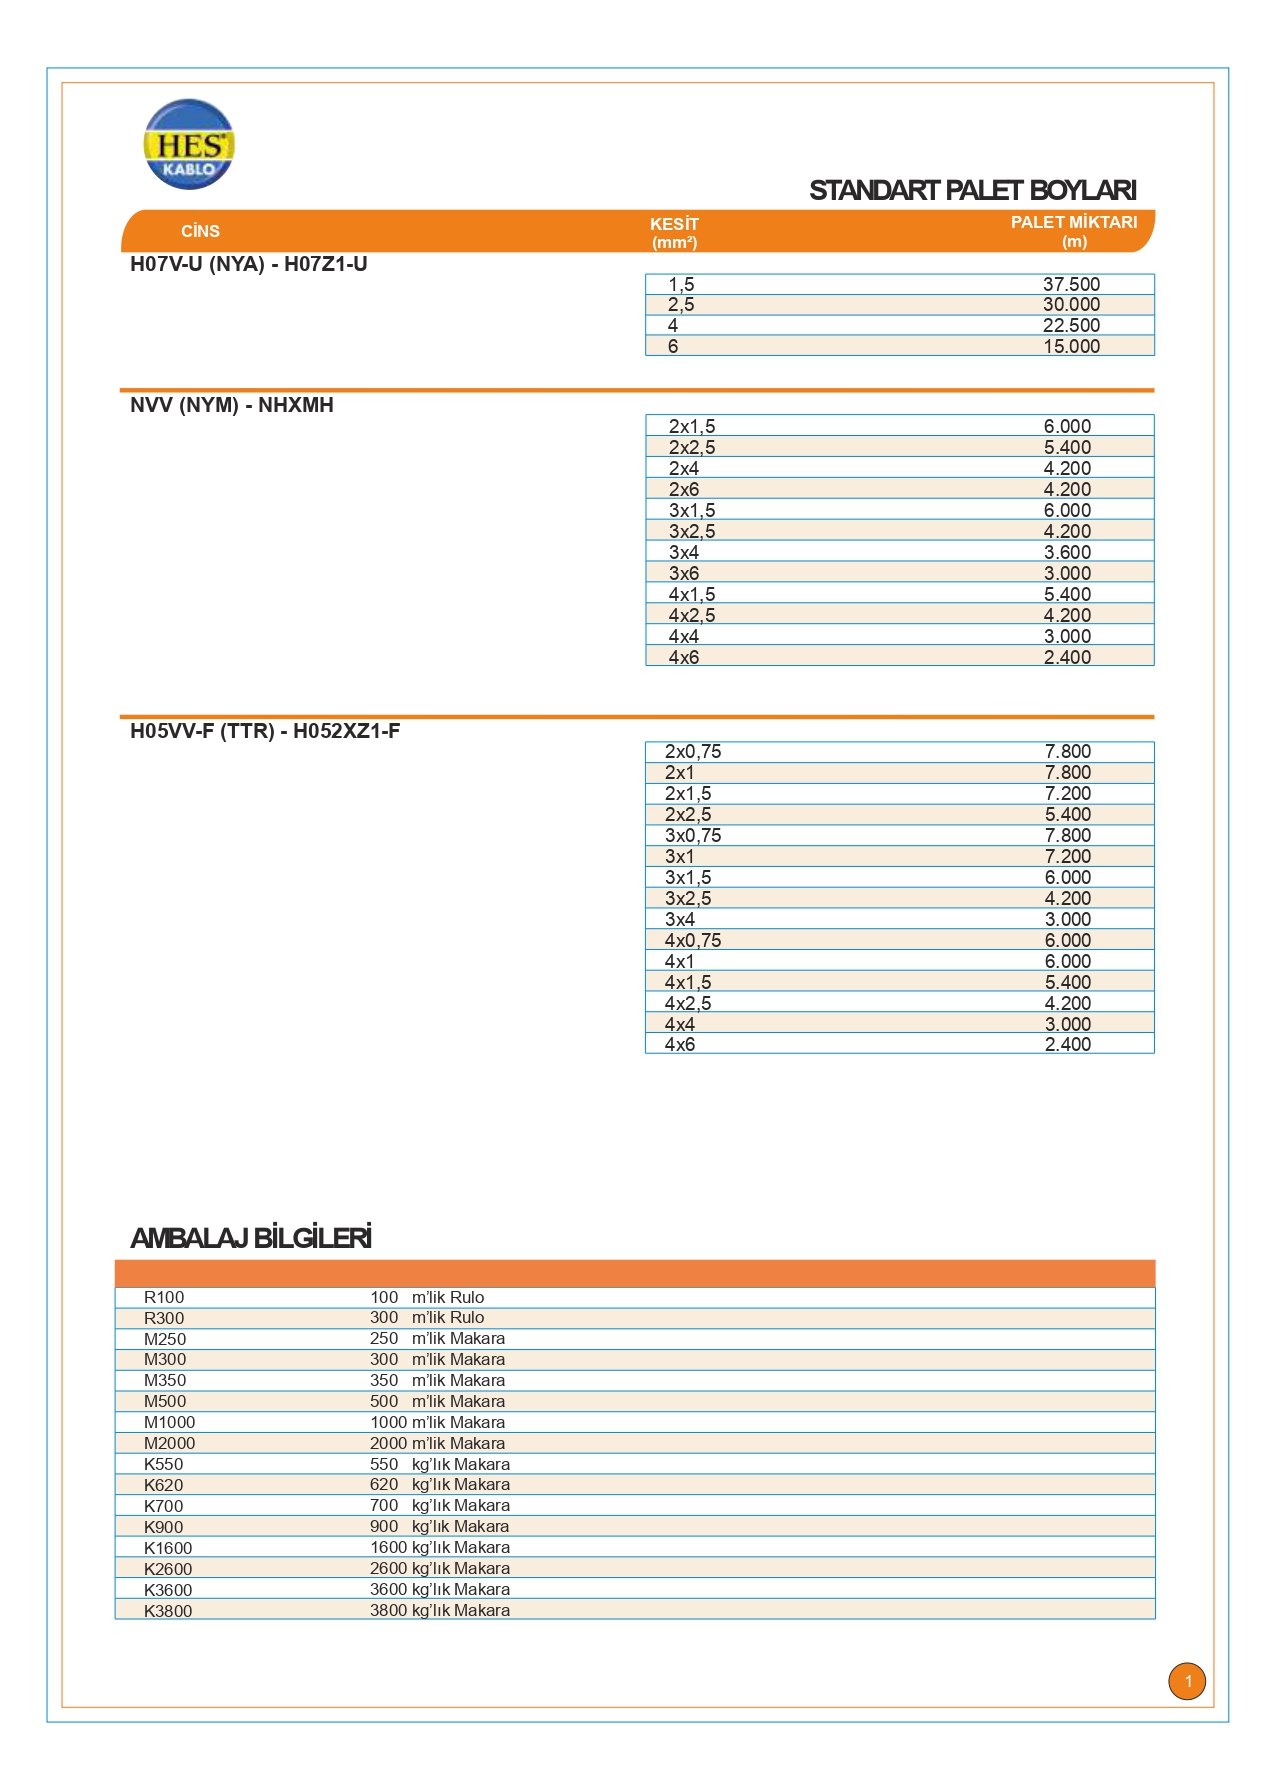 HES
KABLO
STANDART PALET BOYLARI
CİNS KESİT (mm²) PALET MİKTARI (m)
H07V-U (NYA) - H07Z1-U
1,5 37.500
2,5 30.000
4 22.500
6 15.000
NVV (NYM) - NHXMH
2x1,5 6.000
2x2,5 5.400
2x4 4.200
2x6 4.200
3x1,5 6.000
3x2,5 4.200
3x4 3.600
3x6 3.000
4x1,5 5.400
4x2,5 4.200
4x4 3.000
4x6 2.400
H05VV-F (TTR) - H052XZ1-F
2x0,75 7.800
2x1 7.800
2x1,5 7.200
2x2,5 5.400
3x0,75 7.800
3x1 7.200
3x1,5 6.000
3x2,5 4.200
3x4 3.000
4x0,75 6.000
4x1 6.000
4x1,5 5.400
4x2,5 4.200
4x4 3.000
4x6 2.400
AMBALAJ BİLGİLERİ
R100 100 m’lik Rulo
R300 300 m’lik Rulo
M250 250 m’lik Makara
M300 300 m’lik Makara
M350 350 m’lik Makara
M500 500 m’lik Makara
M1000 1000 m’lik Makara
M2000 2000 m’lik Makara
K550 550 kg’lık Makara
K620 620 kg’lık Makara
K700 700 kg’lık Makara
K900 900 kg’lık Makara
K1600 1600 kg’lık Makara
K2600 2600 kg’lık Makara
K3600 3600 kg’lık Makara
K3800 3800 kg’lık Makara
1